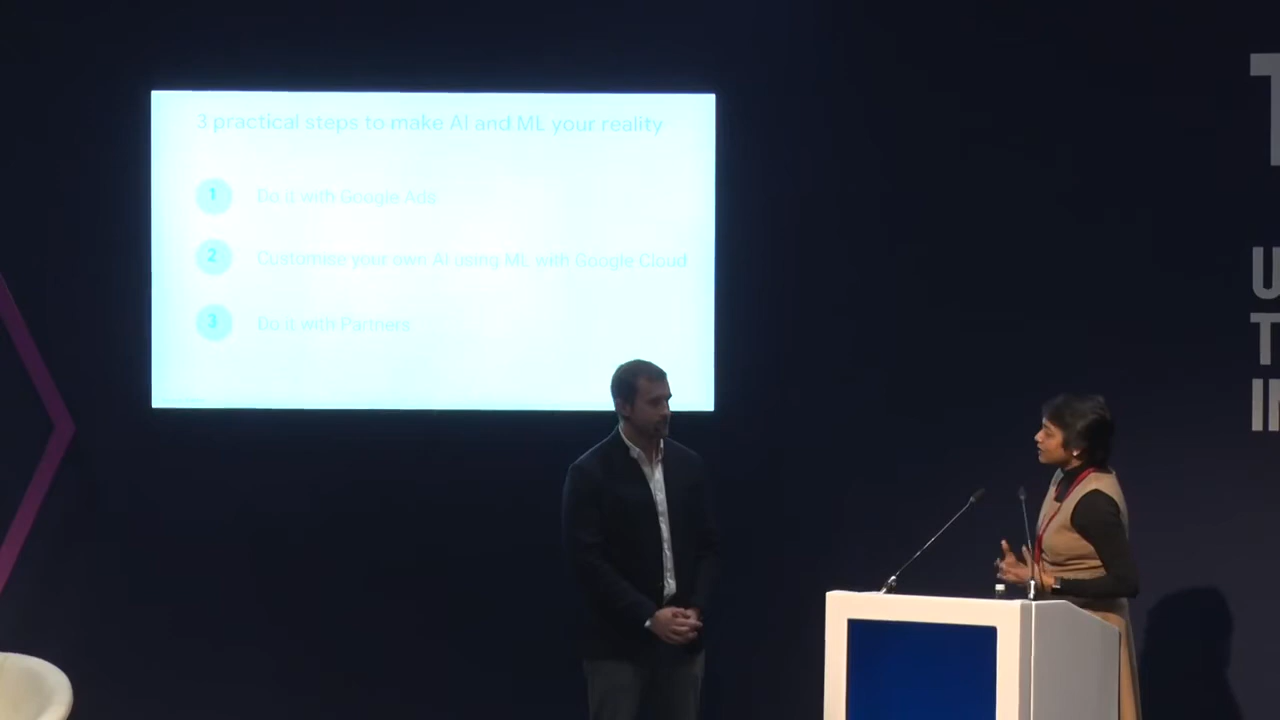 3 practical steps to make AI and ML your reality
1 Do it with Google Ads
2 Customise your own AI using ML with Google Cloud
3 Do it with Partners
T
U
T
IN